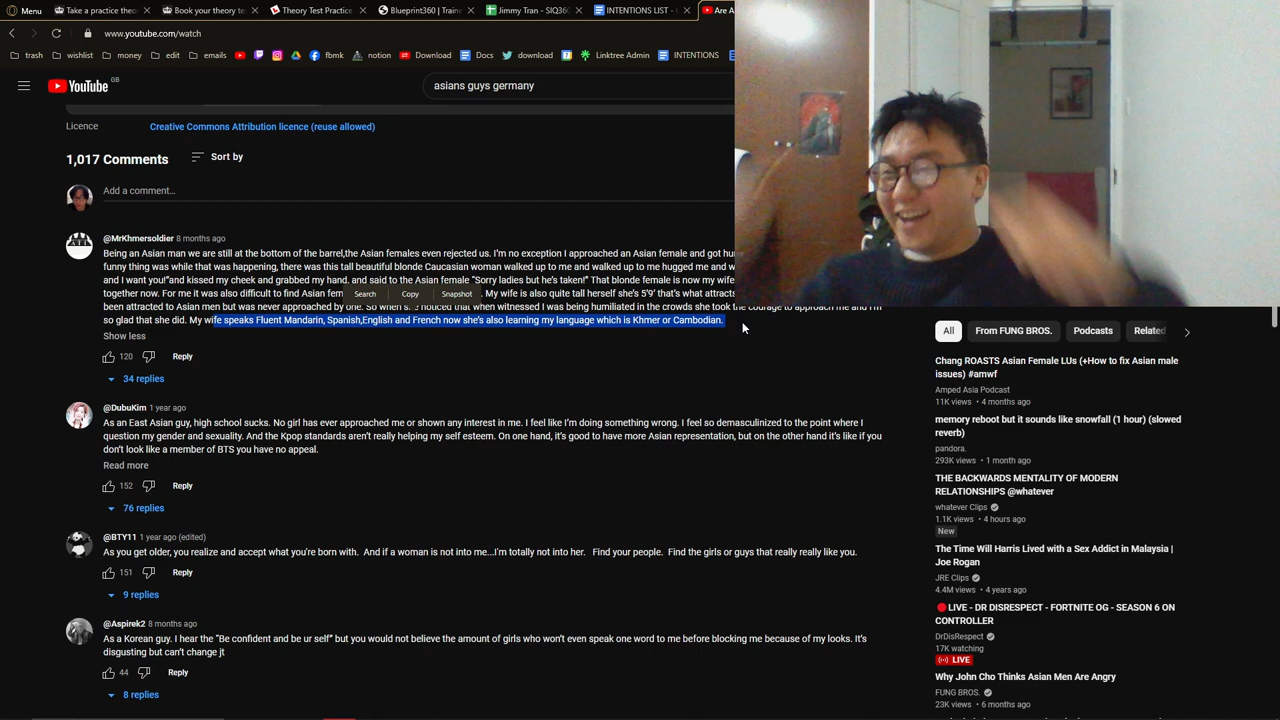 Menu
Take a practice theo
Book your theory te
Theory Test Practice
Blueprint360 | Traine
Jimmy Tran - SIQ360
INTENTIONS LIST - G
Are A
www.youtube.com/watch
trash
wishlist
money
edit
emails
fbmk
notion
Download
Docs
download
Linktree Admin
INTENTIONS
YouTube GB
asians guys germany
Licence Creative Commons Attribution licence (reuse allowed)
1,017 Comments Sort by
Add a comment...
@MrKhmersoldier 8 months ago
Being an Asian man we are still at the bottom of the barrel,the Asian females even rejected us. I'm no exception I approached an Asian female and got hu
funny thing was while that was happening, there was this tall beautiful blonde Caucasian woman walked up to me and walked up to me hugged me and w
and I want you!"and kissed my cheek and grabbed my hand. and said to the Asian female "Sorry ladies but he's taken!" That blonde female is now my wife
together now. For me it was also difficult to find Asian fem
Search Copy Snapshot
. My wife is also quite tall herself she's 5'9' that's what attracts
been attracted to Asian men but was never approached by one. So when s noticed that when witnessed I was being humiliated in the crowds she took the courage to approach me and I'm
so glad that she did. My wife speaks Fluent Mandarin, Spanish,English and French now she's also learning my language which is Khmer or Cambodian.
Show less
120 Reply
34 replies
@DubuKim 1 year ago
As an East Asian guy, high school sucks. No girl has ever approached me or shown any interest in me. I feel like I'm doing something wrong. I feel so demasculinized to the point where I
question my gender and sexuality. And the Kpop standards aren't really helping my self esteem. On one hand, it's good to have more Asian representation, but on the other hand it's like if you
don't look like a member of BTS you have no appeal.
Read more
152 Reply
76 replies
@BTY11 1 year ago (edited)
As you get older, you realize and accept what you're born with. And if a woman is not into me...I'm totally not into her. Find your people. Find the girls or guys that really really like you.
151 Reply
9 replies
@Aspirek2 8 months ago
As a Korean guy. I hear the "Be confident and be ur self" but you would not believe the amount of girls who won't even speak one word to me before blocking me because of my looks. It's
disgusting but can't change jt
44 Reply
8 replies
All From FUNG BROS. Podcasts Related
Chang ROASTS Asian Female LUs (+How to fix Asian male
issues) #amwf
Amped Asia Podcast
11K views • 4 months ago
memory reboot but it sounds like snowfall (1 hour) (slowed
reverb)
pandora.
293K views • 1 month ago
THE BACKWARDS MENTALITY OF MODERN
RELATIONSHIPS @whatever
whatever Clips
1.1K views • 4 hours ago
New
The Time Will Harris Lived with a Sex Addict in Malaysia |
Joe Rogan
JRE Clips
4.4M views • 4 years ago
LIVE - DR DISRESPECT - FORTNITE OG - SEASON 6 ON
CONTROLLER
DrDisRespect
17K watching
LIVE
Why John Cho Thinks Asian Men Are Angry
FUNG BROS.
23K views • 6 months ago